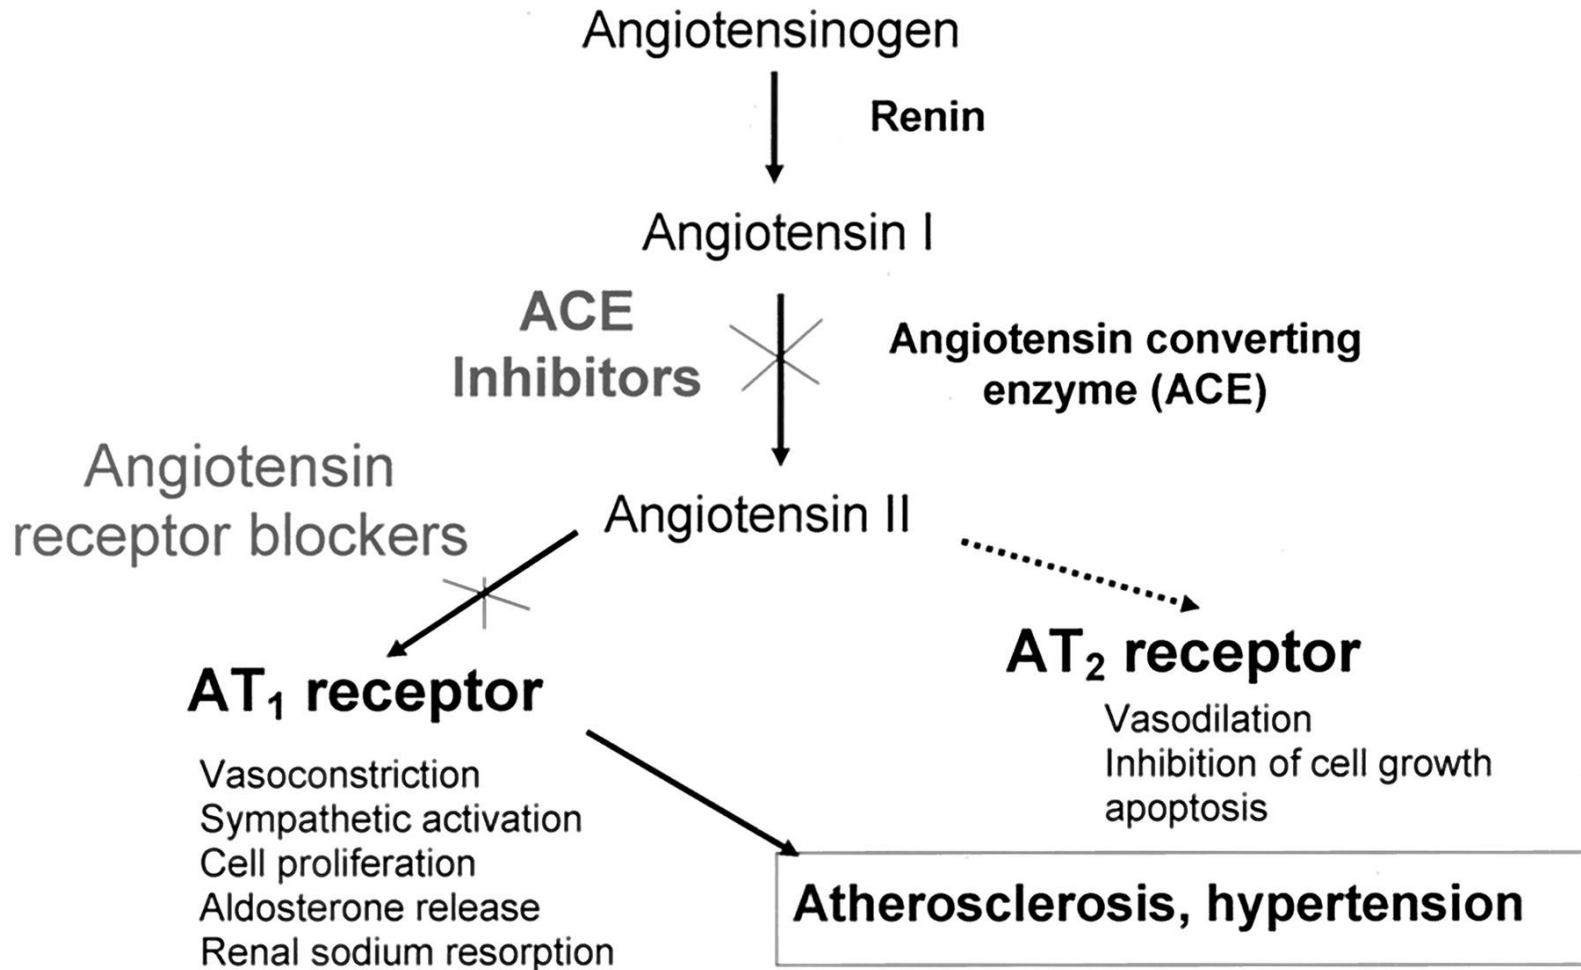 Angiotensinogen
Renin
Angiotensin I
ACE
Inhibitors
Angiotensin converting
enzyme (ACE)
Angiotensin
receptor blockers
Angiotensin II
AT₁ receptor
Vasoconstriction
Sympathetic activation
Cell proliferation
Aldosterone release
Renal sodium resorption
AT₂ receptor
Vasodilation
Inhibition of cell growth
apoptosis
Atherosclerosis, hypertension